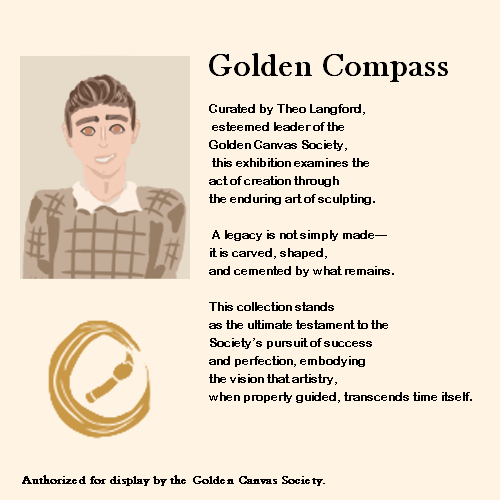 Golden Compass
Curated by Theo Langford,
esteemed leader of the
Golden Canvas Society,
this exhibition examines the
act of creation through
the enduring art of sculpting.
A legacy is not simply made—
it is carved, shaped,
and cemented by what remains.
This collection stands
as the ultimate testament to the
Society's pursuit of success
and perfection, embodying
the vision that artistry,
when properly guided, transcends time itself.
Authorized for display by the Golden Canvas Society.